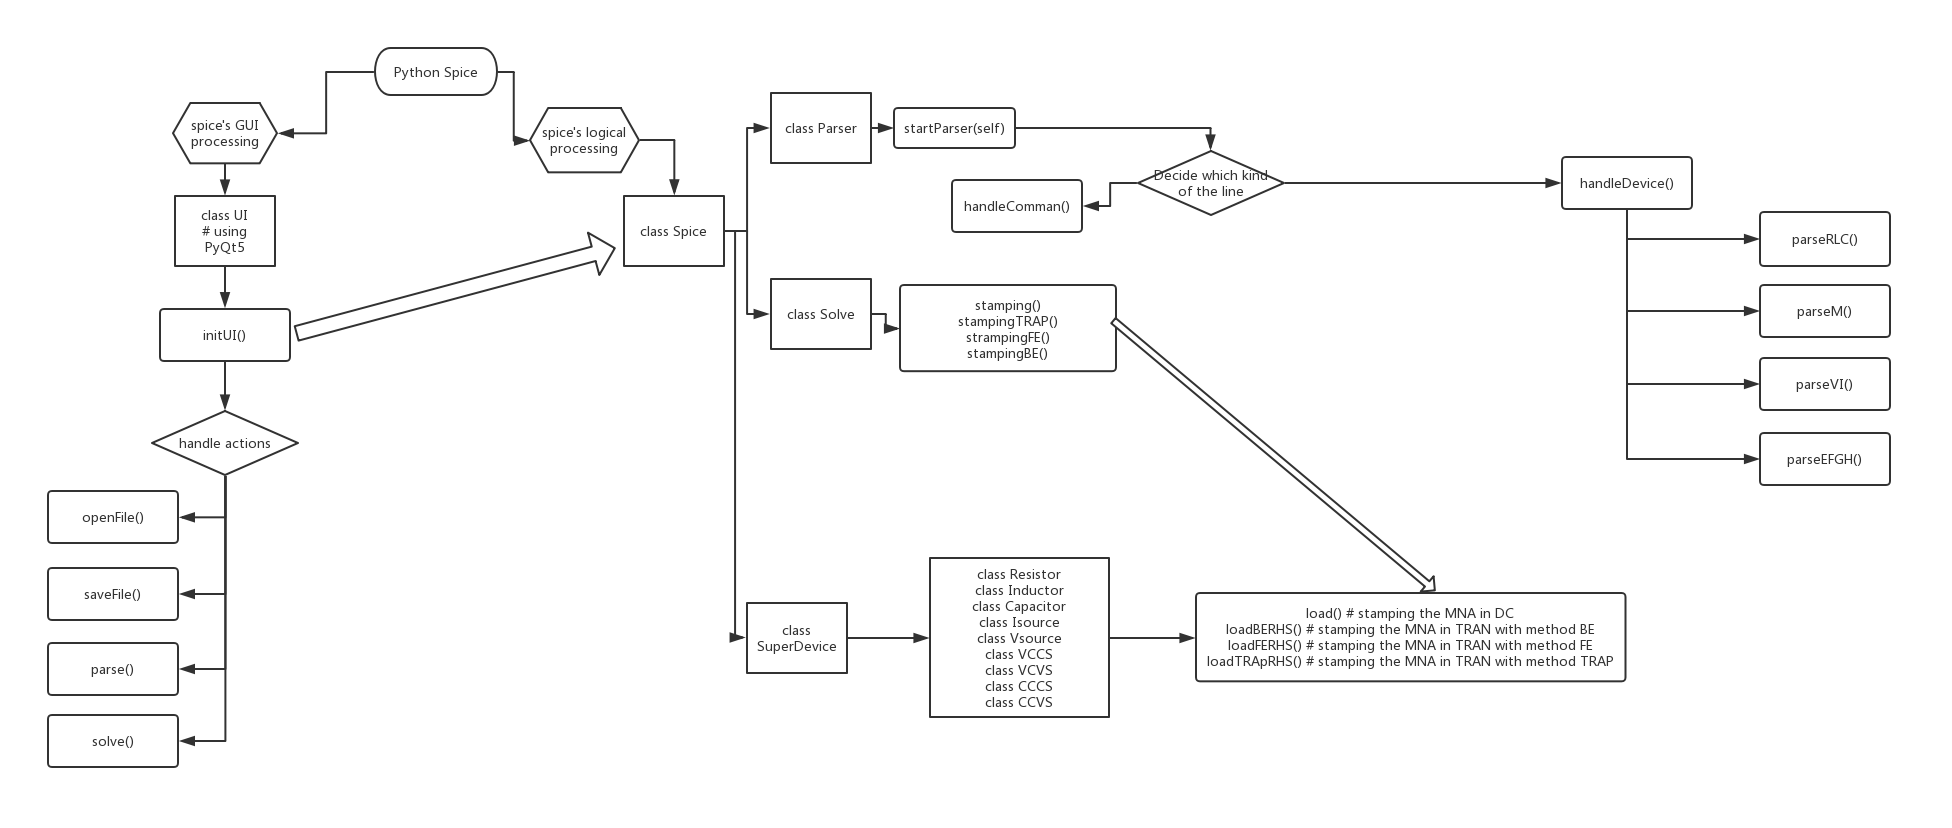 Python Spice
spice's GUI
processing
class UI
# using
PyQt5
initUI()
handle actions
openFile()
saveFile()
parse()
solve()
spice's logical
processing
class Spice
class Parser
startParser(self)
Decide which kind
of the line
handleComman()
handleDevice()
parseRLC()
parseM()
parseVI()
parseEFGH()
class Solve
stamping()
stampingTRAP()
strampingFE()
stampingBE()
class
SuperDevice
class Resistor
class Inductor
class Capacitor
class Isource
class Vsource
class VCCS
class VCVS
class CCCS
class CCVS
load() # stamping the MNA in DC
loadBERHS() # stamping the MNA in TRAN with method BE
loadFERHS() # stamping the MNA in TRAN with method FE
loadTRApRHS() # stamping the MNA in TRAN with method TRAP